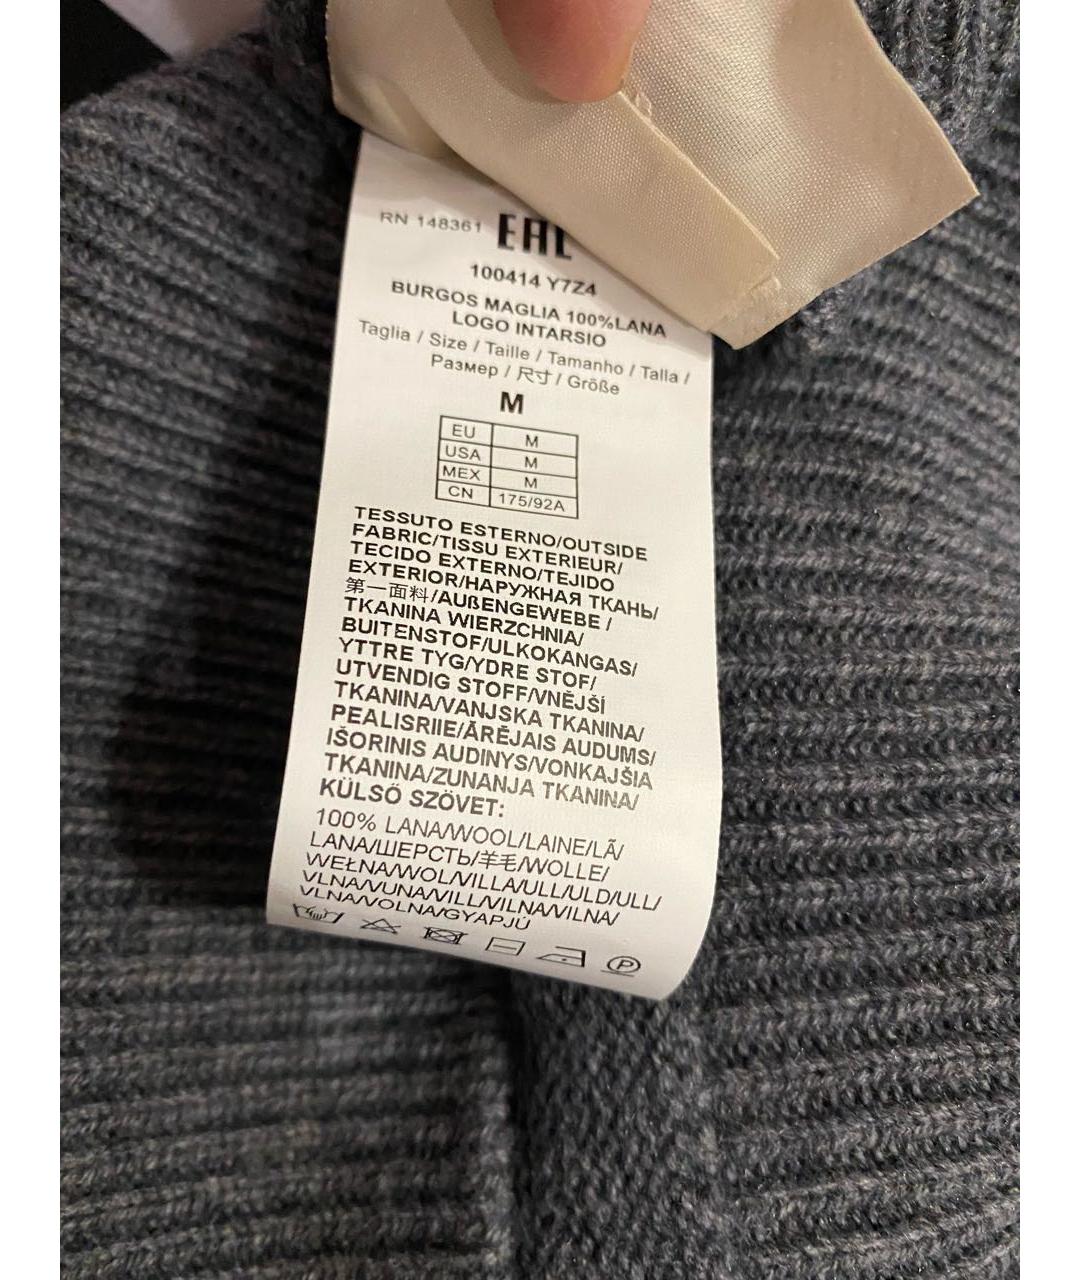 RN 148361 EAC
100414 Y7Z4
BURGOS MAGLIA 100%LANA
LOGO INTARSIO
Taglia / Size / Taille / Tamanho / Talla /
Размер / 尺寸 / Größe
M
EU M
USA M
MEX M
CN 175/92A
TESSUTO ESTERNO/OUTSIDE
FABRIC/TISSU EXTERIEUR/
TECIDO EXTERNO/TEJIDO
EXTERIOR/НАРУЖНАЯ ТКАНЬ/
第一面料/AUßENGEWEBE /
TKANINA WIERZCHNIA/
BUITENSTOF/ULKOKANGAS/
YTTRE TYG/YDRE STOF/
UTVENDIG STOFF/VNĚJŠÍ
TKANINA/VANJSKA TKANINA/
PEALISRIIE/ĀRĒJAIS AUDUMS/
IŠORINIS AUDINYS/VONKAJŠIA
TKANINA/ZUNANJA TKANINA/
KÜLSÖ SZÖVET:
100% LANA/WOOL/LAINE/LÃ/
LANA/ШЕРСТЬ/羊毛/WOLLE/
WEŁNA/WOL/VILLA/ULL/ULD/ULL/
VLNA/VUNA/VILL/VILNA/VILNA/
VLNA/VOLNA/GYAPJÚ
P